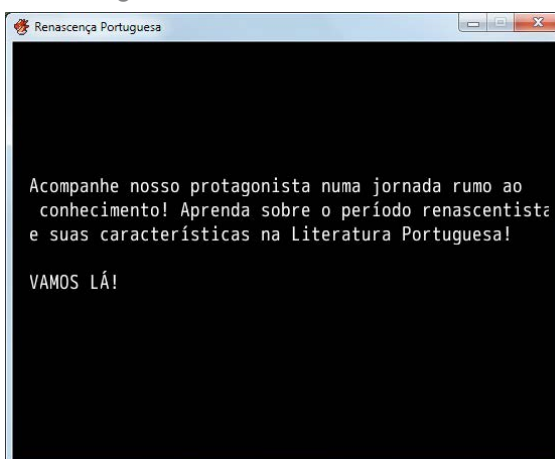 Renascença Portuguesa
Acompanhe nosso protagonista numa jornada rumo ao
conhecimento! Aprenda sobre o período renascentista
e suas características na Literatura Portuguesa!
VAMOS LÁ!